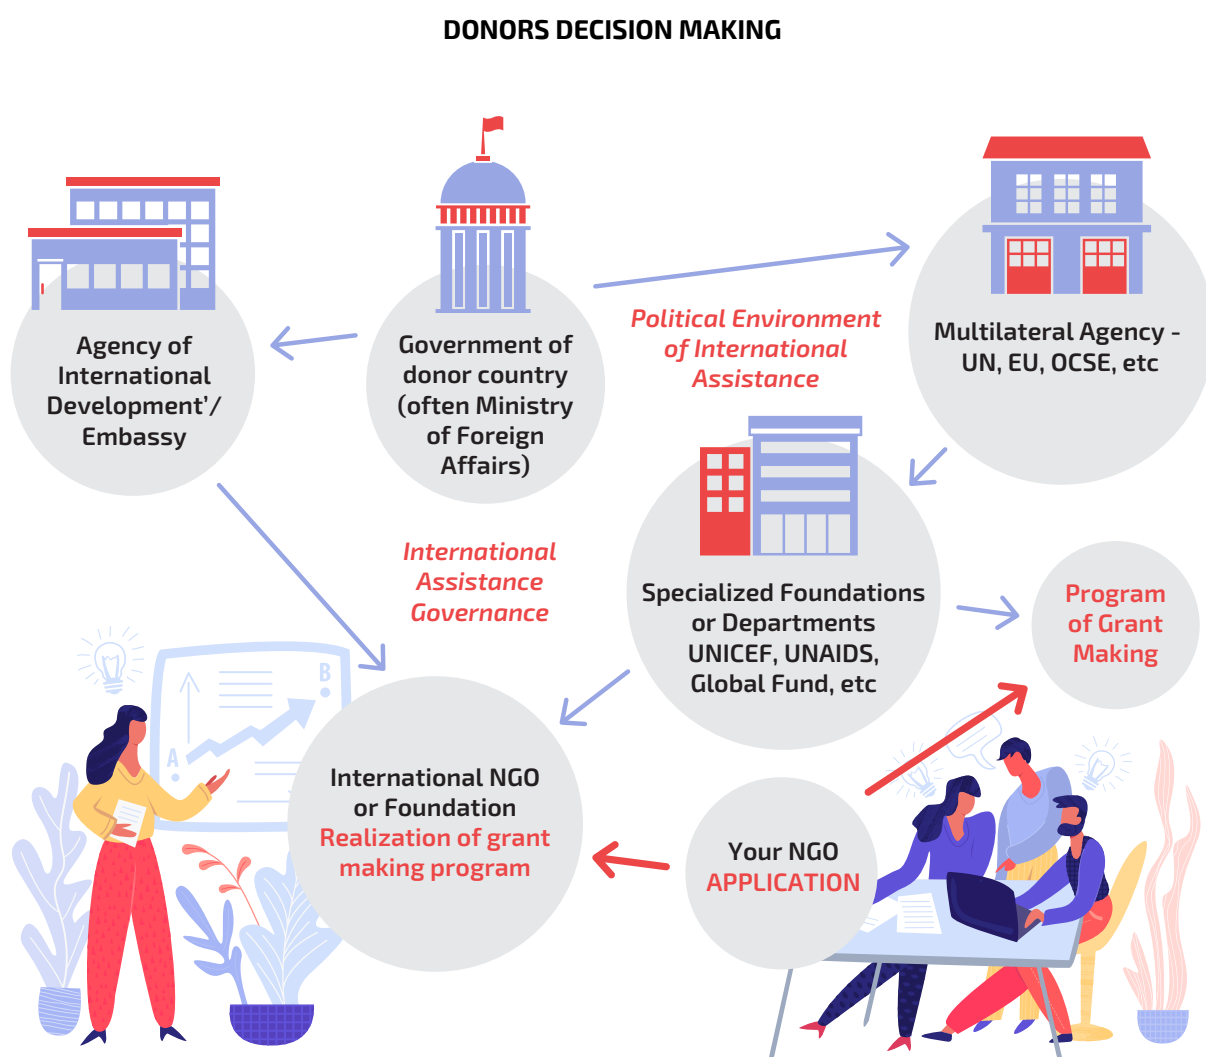 DONORS DECISION MAKING
Agency of
International
Development’/
Embassy
Government of
donor country
(often Ministry
of Foreign
Affairs)
Political Environment
of International
Assistance
Multilateral Agency -
UN, EU, OCSE, etc
International
Assistance
Governance
Specialized Foundations
or Departments
UNICEF, UNAIDS,
Global Fund, etc
Program
of Grant
Making
A
B
International NGO
or Foundation
Realization of grant
making program
Your NGO
APPLICATION